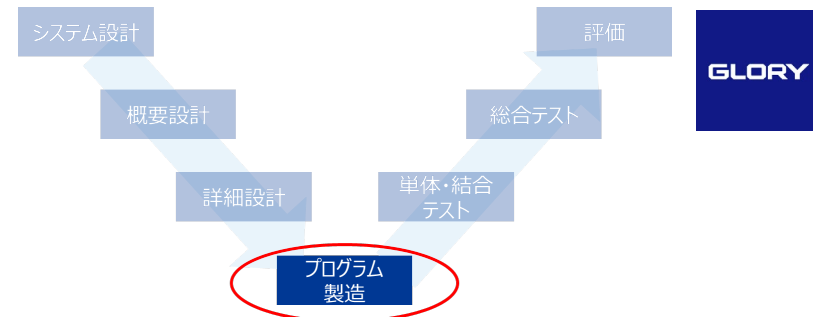 システム設計
評価
GLORY
概要設計
総合テスト
詳細設計
単体・結合
テスト
プログラム
製造